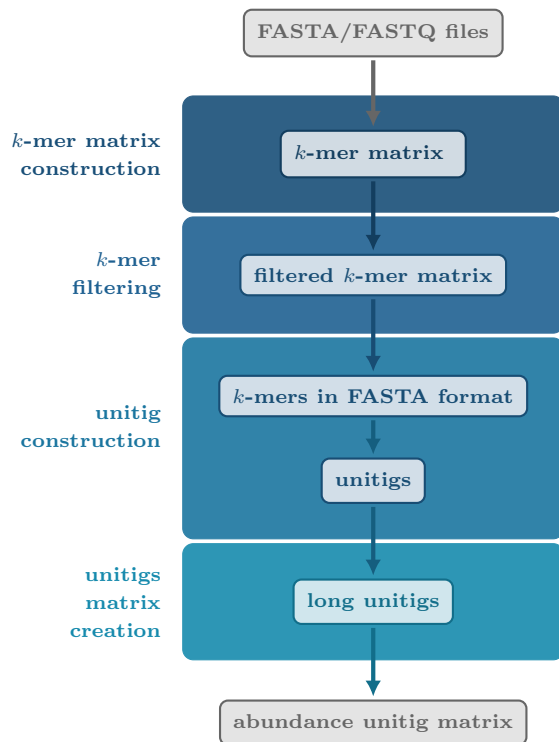 FASTA/FASTQ files
k-mer matrix
construction
k-mer matrix
k-mer
filtering
filtered k-mer matrix
unitig
construction
k-mers in FASTA format
unitigs
unitigs
matrix
creation
long unitigs
abundance unitig matrix